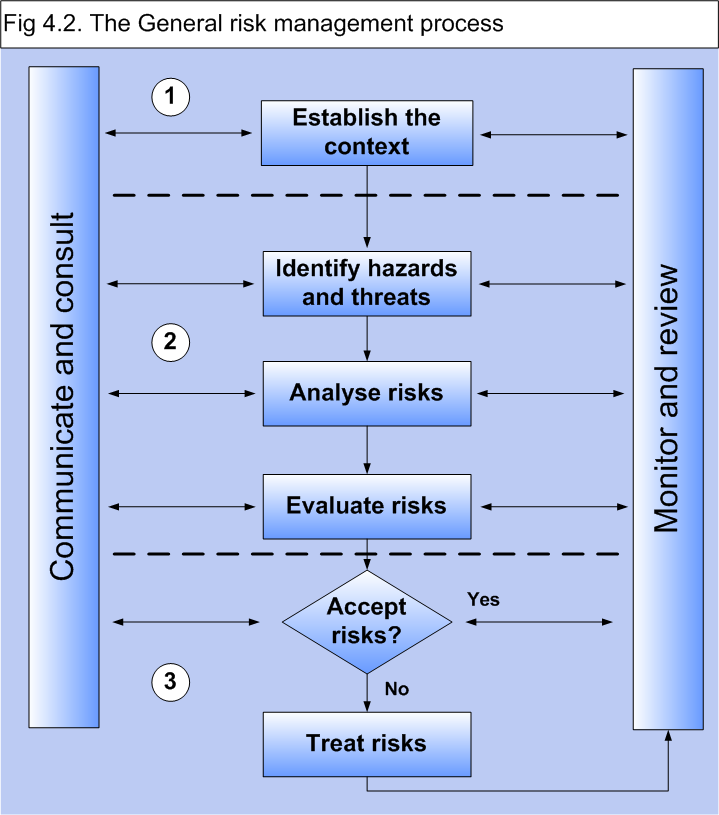 Fig 4.2. The General risk management process
1
Establish the
context
Communicate and consult
Monitor and review
Identify hazards
and threats
2
Analyse risks
Evaluate risks
Accept
risks?
Yes
No
3
Treat risks